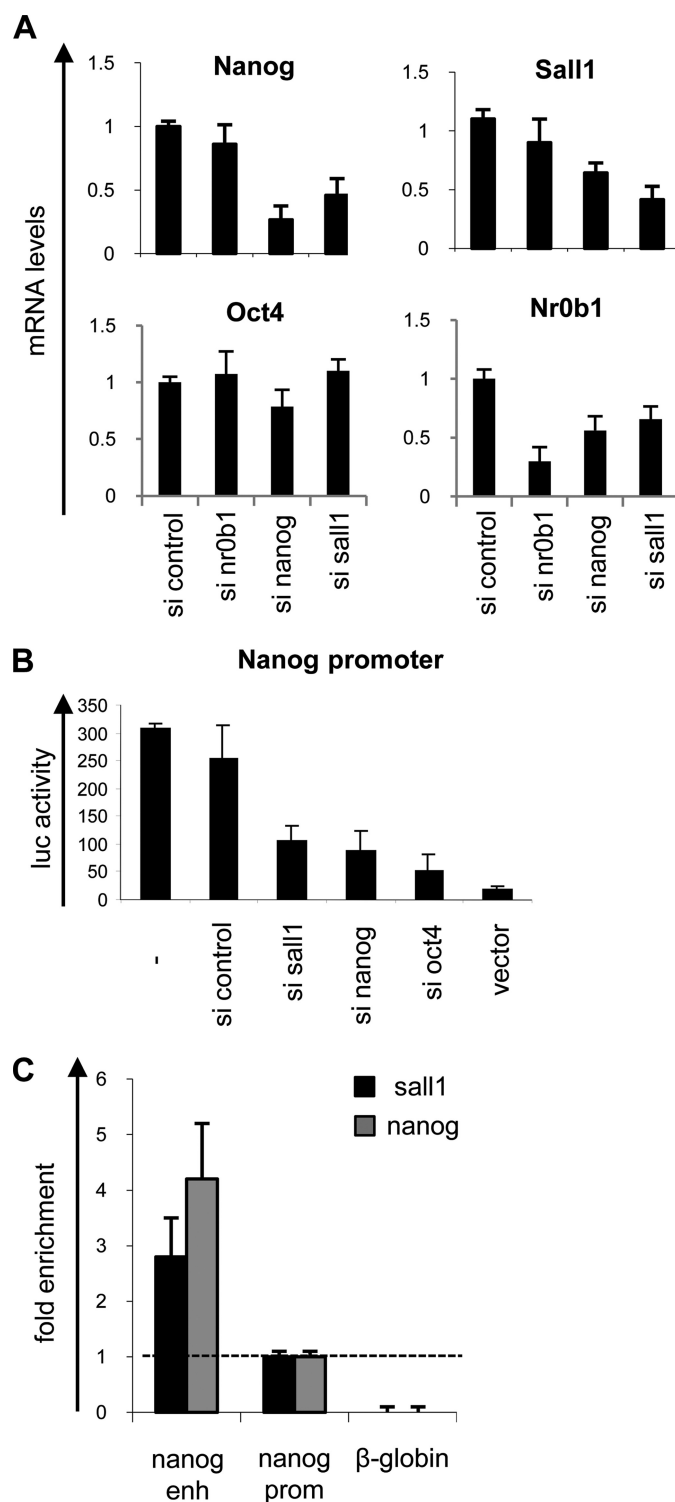 A
mRNA levels
Nanog
1.5
1
0.5
0
Sall1
1.5
1
0.5
0
Oct4
1.5
1
0.5
0
si control
si nr0b1
si nanog
si sall1
Nr0b1
1.5
1
0.5
0
si control
si nr0b1
si nanog
si sall1
B
Nanog promoter
luc activity
350
300
250
200
150
100
50
0
-
si control
si sall1
si nanog
si oct4
vector
C
fold enrichment
6
5
4
3
2
1
0
sall1
nanog
nanog enh
nanog prom
β-globin